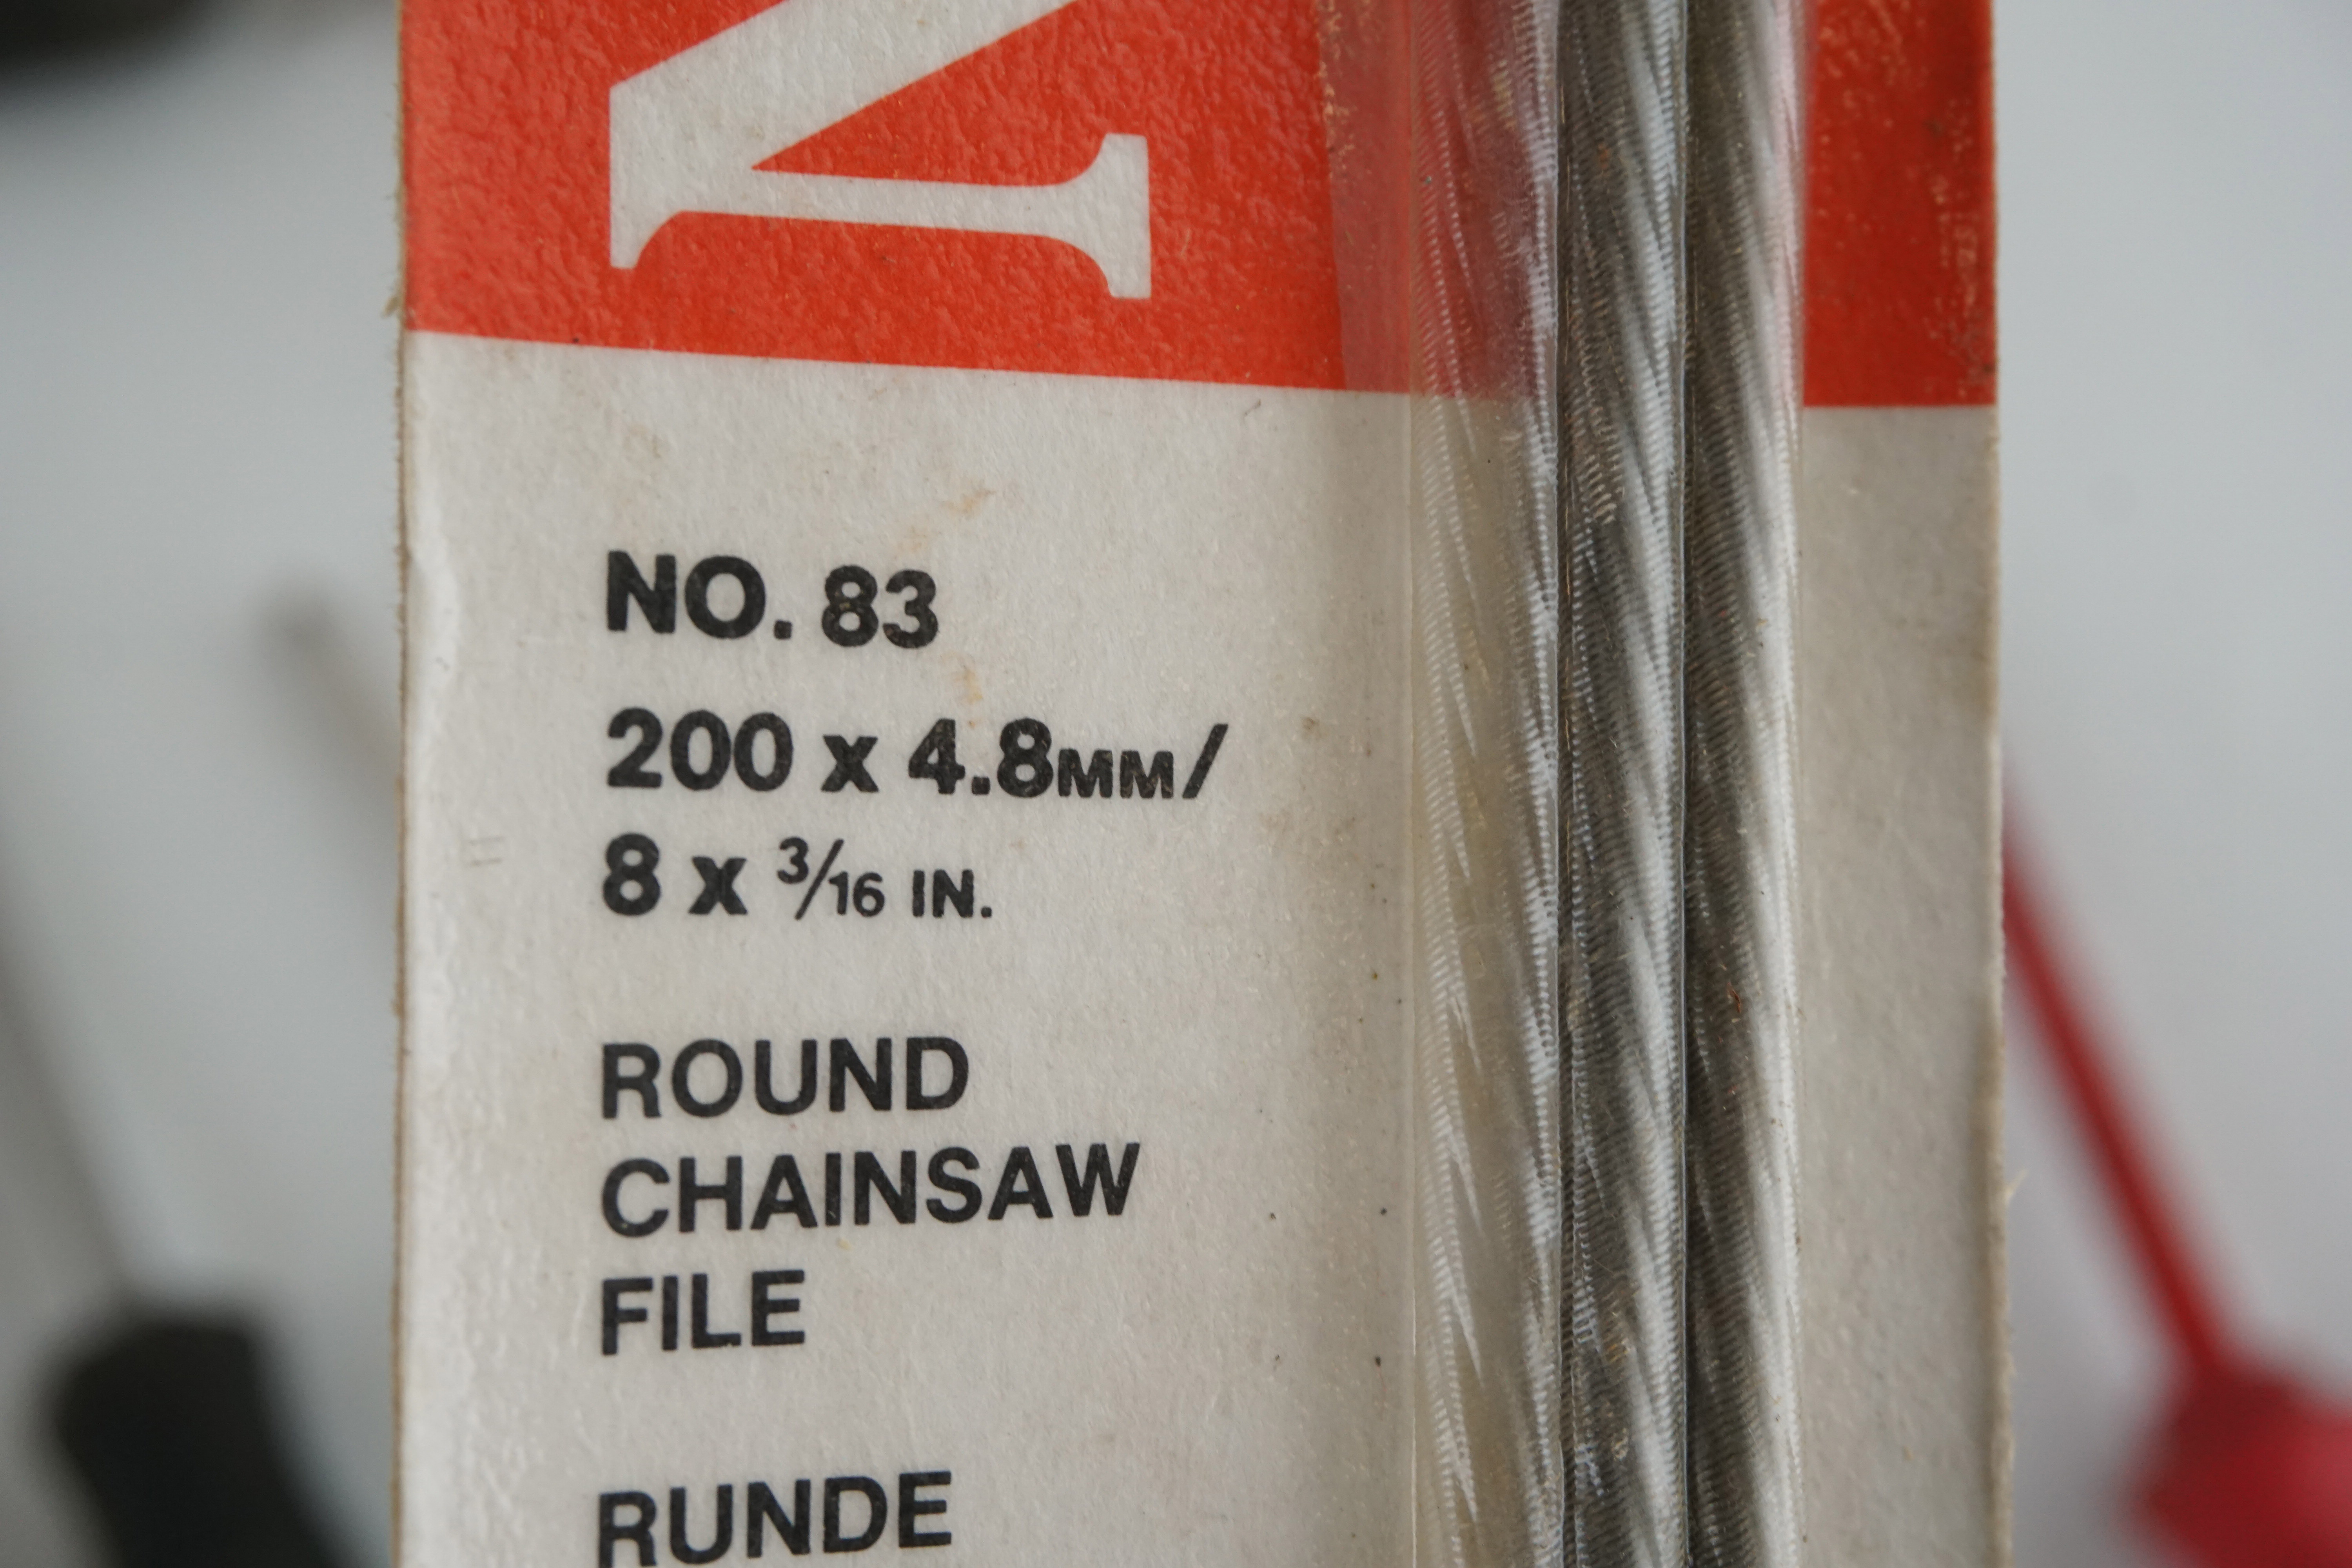 N
NO. 83
200 x 4.8MM/
8 x 3/16 IN.
ROUND
CHAINSAW
FILE
RUNDE